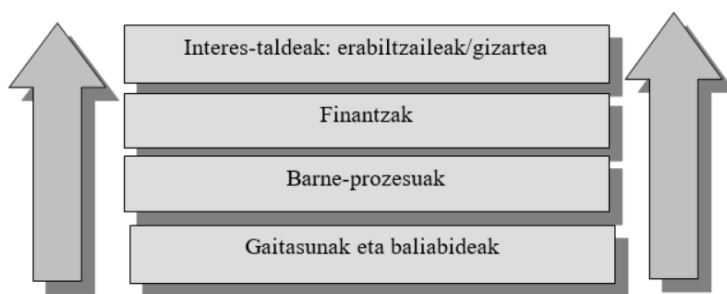 Interes-taldeak: erabiltzaileak/gizartea
Finantzak
Barne-prozesuak
Gaitasunak eta baliabideak